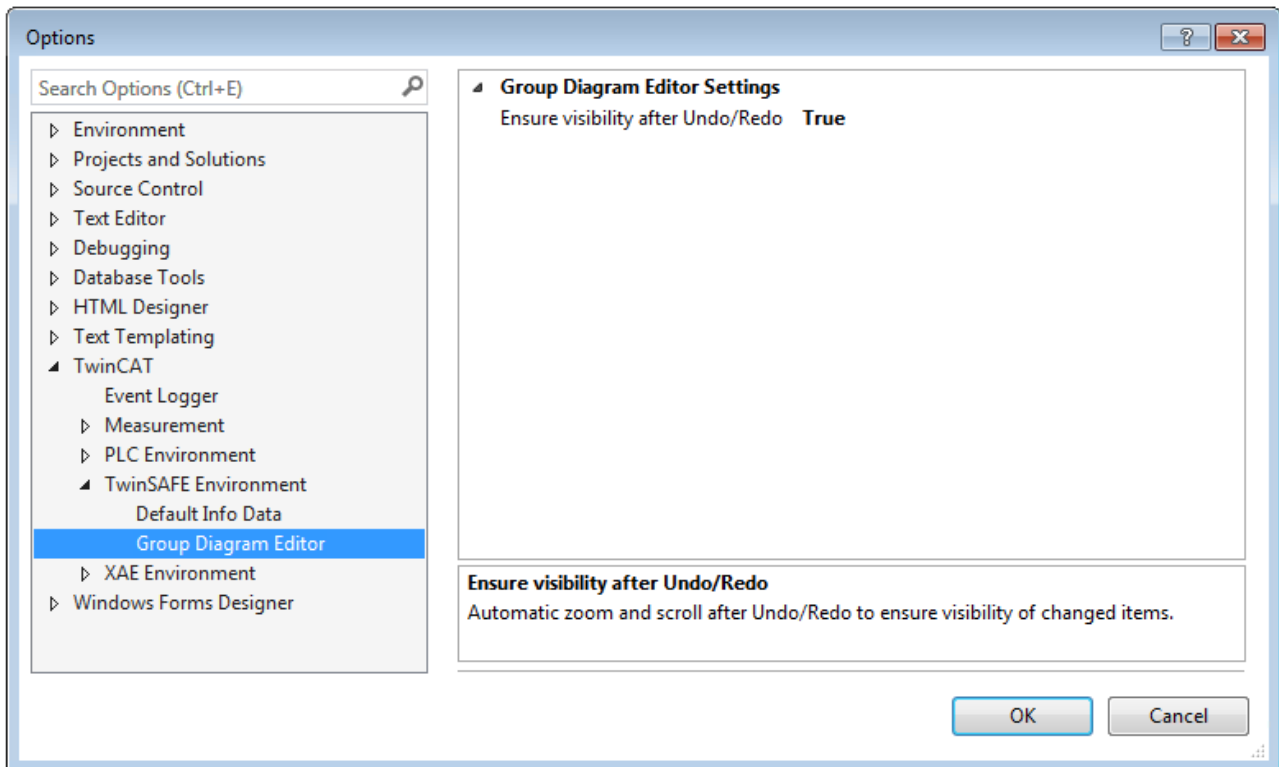 Options
Search Options (Ctrl+E)
Environment
Projects and Solutions
Source Control
Text Editor
Debugging
Database Tools
HTML Designer
Text Templating
TwinCAT
Event Logger
Measurement
PLC Environment
TwinSAFE Environment
Default Info Data
Group Diagram Editor
XAE Environment
Windows Forms Designer
Group Diagram Editor Settings
Ensure visibility after Undo/Redo True
Ensure visibility after Undo/Redo
Automatic zoom and scroll after Undo/Redo to ensure visibility of changed items.
OK Cancel